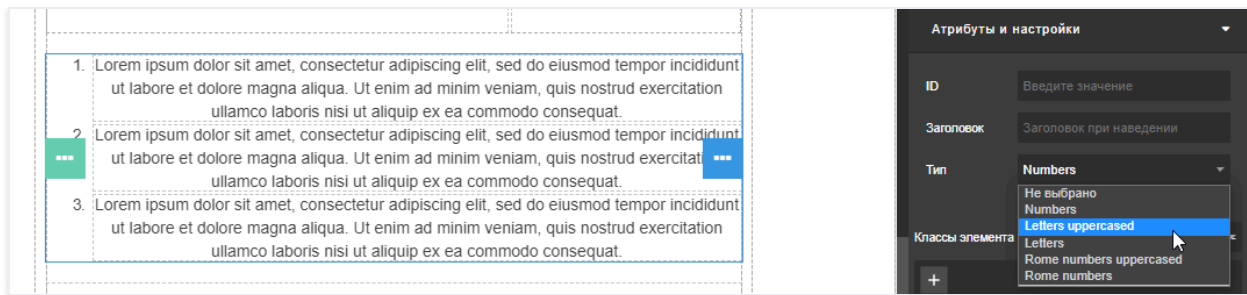 1. Lorem ipsum dolor sit amet, consectetur adipiscing elit, sed do eiusmod tempor incididunt
ut labore et dolore magna aliqua. Ut enim ad minim veniam, quis nostrud exercitation
ullamco laboris nisi ut aliquip ex ea commodo consequat.
2. Lorem ipsum dolor sit amet, consectetur adipiscing elit, sed do eiusmod tempor incididunt
ut labore et dolore magna aliqua. Ut enim ad minim veniam, quis nostrud exercitati
ullamco laboris nisi ut aliquip ex ea commodo consequat.
3. Lorem ipsum dolor sit amet, consectetur adipiscing elit, sed do eiusmod tempor incididunt
ut labore et dolore magna aliqua. Ut enim ad minim veniam, quis nostrud exercitation
ullamco laboris nisi ut aliquip ex ea commodo consequat.
Атрибуты и настройки
ID Введите значение
Заголовок Заголовок при наведении
Тип Numbers
Не выбрано
Numbers
Letters uppercased
Letters
Rome numbers uppercased
Rome numbers
Классы элемента
+